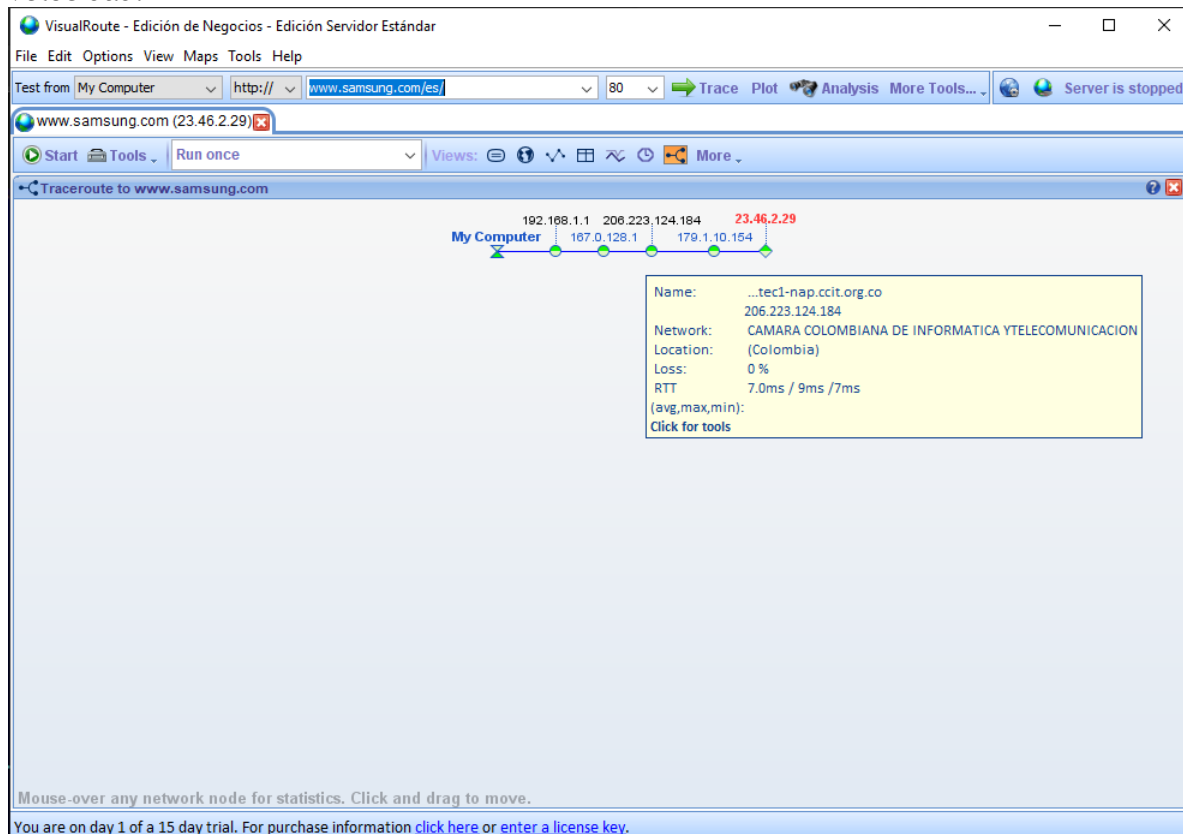 VisualRoute - Edición de Negocios - Edición Servidor Estándar
File Edit Options View Maps Tools Help
Test from My Computer http:// www.samsung.com/es/ 80 Trace Plot Analysis More Tools... Server is stopped
www.samsung.com (23.46.2.29)
Start Tools Run once Views: More
Traceroute to www.samsung.com
192.168.1.1 206.223.124.184 23.46.2.29
My Computer 167.0.128.1 179.1.10.154
Name: ...tec1-nap.ccit.org.co
206.223.124.184
Network: CAMARA COLOMBIANA DE INFORMATICA YTELECOMUNICACION
Location: (Colombia)
Loss: 0 %
RTT 7.0ms / 9ms /7ms
(avg,max,min):
Click for tools
Mouse-over any network node for statistics. Click and drag to move.
You are on day 1 of a 15 day trial. For purchase information click here or enter a license key.